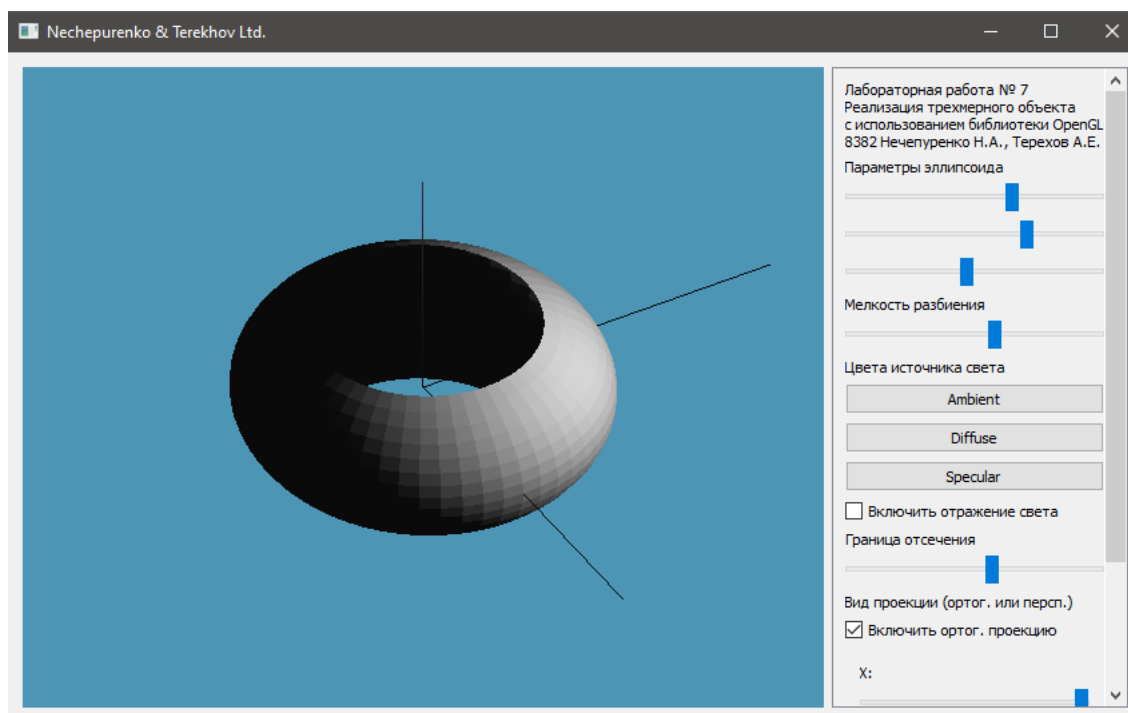 Nechepurenko & Terekhov Ltd.
Лабораторная работа № 7
Реализация трехмерного объекта
с использованием библиотеки OpenGL
8382 Нечепуренко Н.А., Терехов А.Е.
Параметры эллипсоида
Мелкость разбиения
Цвета источника света
Ambient
Diffuse
Specular
Включить отражение света
Граница отсечения
Вид проекции (ортог. или персп.)
Включить ортог. проекцию
X: